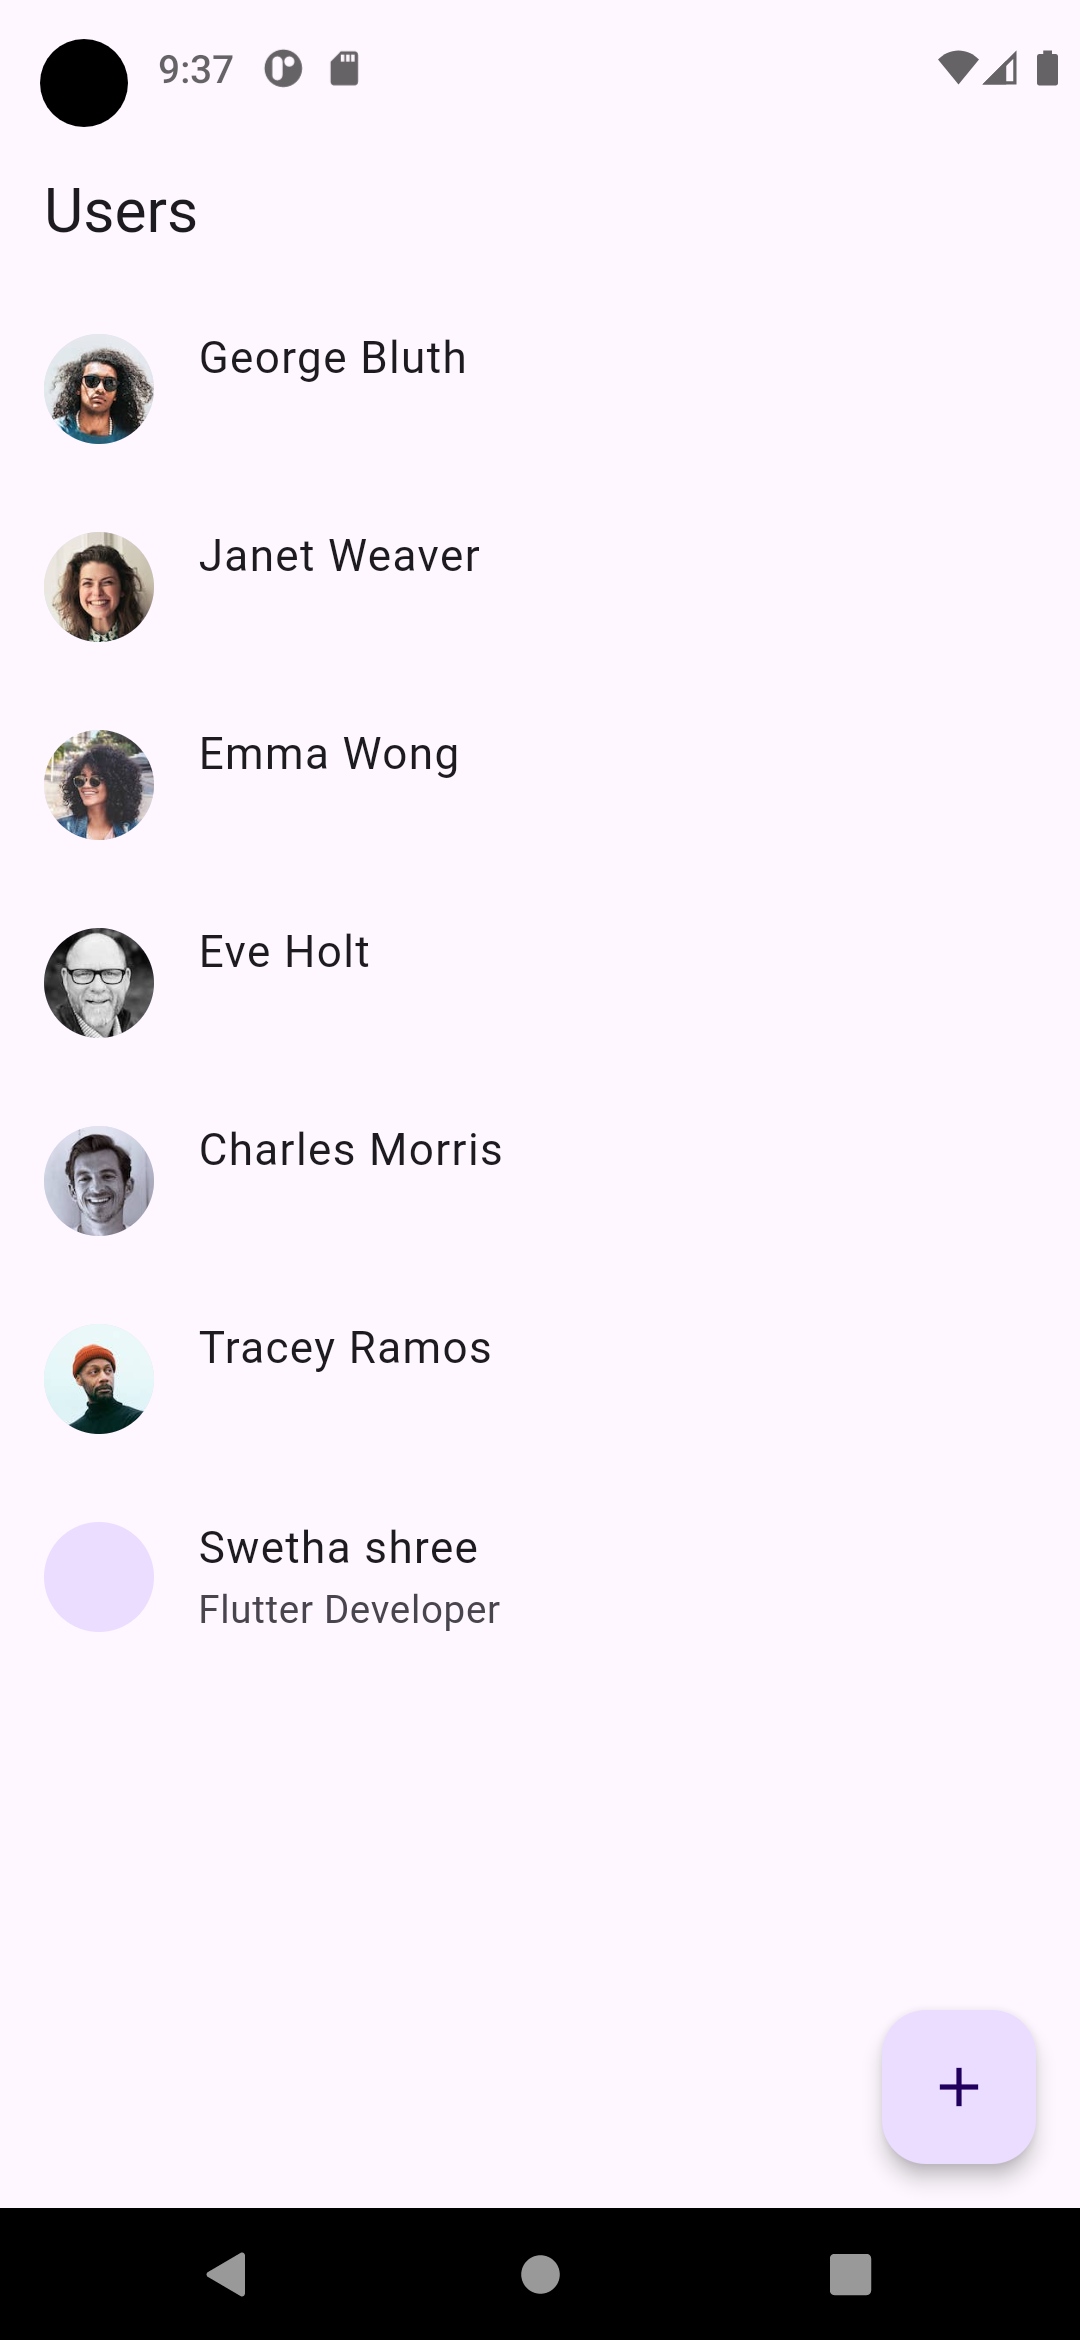 9:37
Users
George Bluth
Janet Weaver
Emma Wong
Eve Holt
Charles Morris
Tracey Ramos
Swetha shree
Flutter Developer